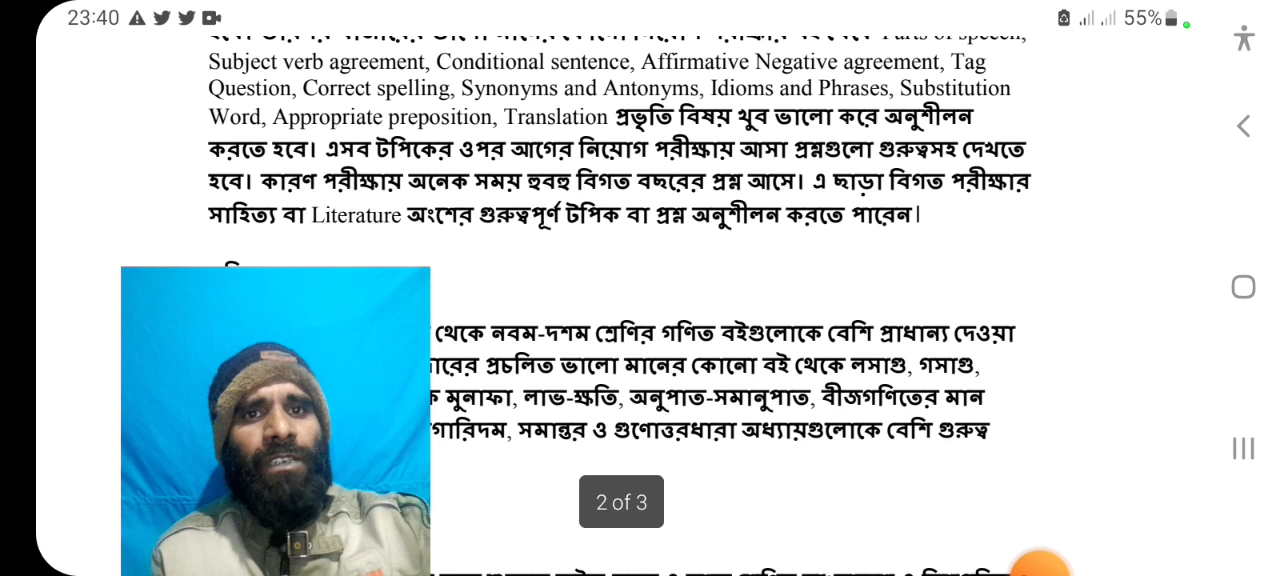 23:40
55%
Parts of speech,
Subject verb agreement, Conditional sentence, Affirmative Negative agreement, Tag
Question, Correct spelling, Synonyms and Antonyms, Idioms and Phrases, Substitution
Word, Appropriate preposition, Translation প্রভৃতি বিষয় খুব ভালো করে অনুশীলন
করতে হবে। এসব টপিকের ওপর আগের নিয়োগ পরীক্ষায় আসা প্রশ্নগুলো গুরুত্বসহ দেখতে
হবে। কারণ পরীক্ষায় অনেক সময় হুবহু বিগত বছরের প্রশ্ন আসে। এ ছাড়া বিগত পরীক্ষার
সাহিত্য বা Literature অংশের গুরুত্বপূর্ণ টপিক বা প্রশ্ন অনুশীলন করতে পারেন।
থেকে নবম-দশম শ্রেণির গণিত বইগুলোকে বেশি প্রাধান্য দেওয়া
প্রচলিত ভালো মানের কোনো বই থেকে লসাগু, গসাগু,
মুনাফা, লাভ-ক্ষতি, অনুপাত-সমানুপাত, বীজগণিতের মান
সমান্তর ও গুণোত্তরধারা অধ্যায়গুলোকে বেশি গুরুত্ব
2 of 3